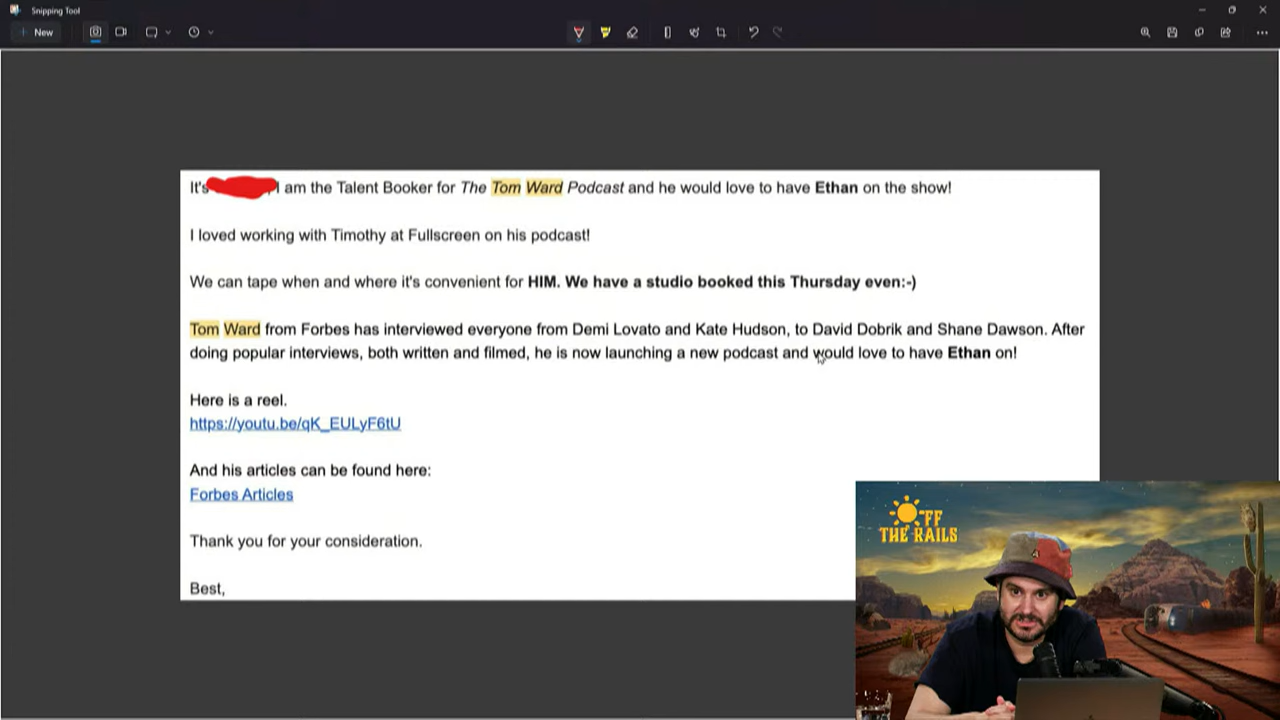 Snipping Tool
New
It's I am the Talent Booker for The Tom Ward Podcast and he would love to have Ethan on the show!
I loved working with Timothy at Fullscreen on his podcast!
We can tape when and where it's convenient for HIM. We have a studio booked this Thursday even:-)
Tom Ward from Forbes has interviewed everyone from Demi Lovato and Kate Hudson, to David Dobrik and Shane Dawson. After
doing popular interviews, both written and filmed, he is now launching a new podcast and would love to have Ethan on!
Here is a reel.
https://youtu.be/qK_EULyF6tU
And his articles can be found here:
Forbes Articles
Thank you for your consideration.
Best,
OFF
THE RAILS